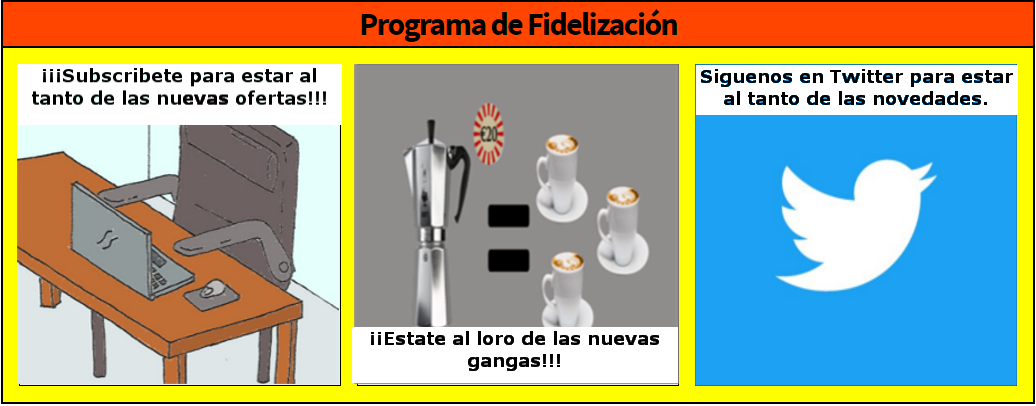 Programa de Fidelización
¡¡¡Subscribete para estar al
tanto de las nuevas ofertas!!!
€20
¡¡Estate al loro de las nuevas
gangas!!!
Siguenos en Twitter para estar
al tanto de las novedades.